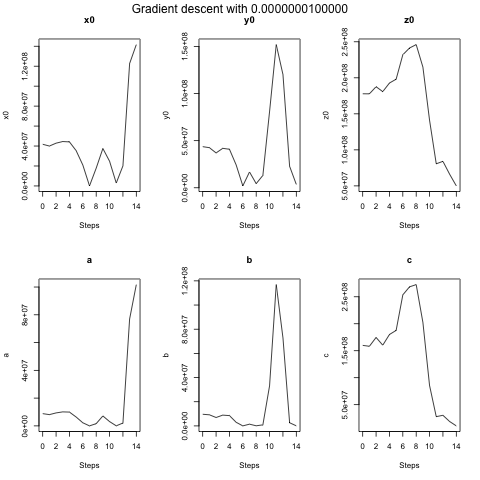 Gradient descent with 0.0000000100000
x0 y0 z0
x0
0.0e+00 4.0e+07 8.0e+07 1.2e+08
0 2 4 6 8 10 14
Steps
y0
0.0e+00 5.0e+07 1.0e+08 1.5e+08
0 2 4 6 8 10 14
Steps
z0
5.0e+07 1.0e+08 1.5e+08 2.0e+08 2.5e+08
0 2 4 6 8 10 14
Steps
a b c
a
0e+00 4e+07 8e+07
0 2 4 6 8 10 14
Steps
b
0.0e+00 4.0e+07 8.0e+07 1.2e+08
0 2 4 6 8 10 14
Steps
c
5.0e+07 1.5e+08 2.5e+08
0 2 4 6 8 10 14
Steps